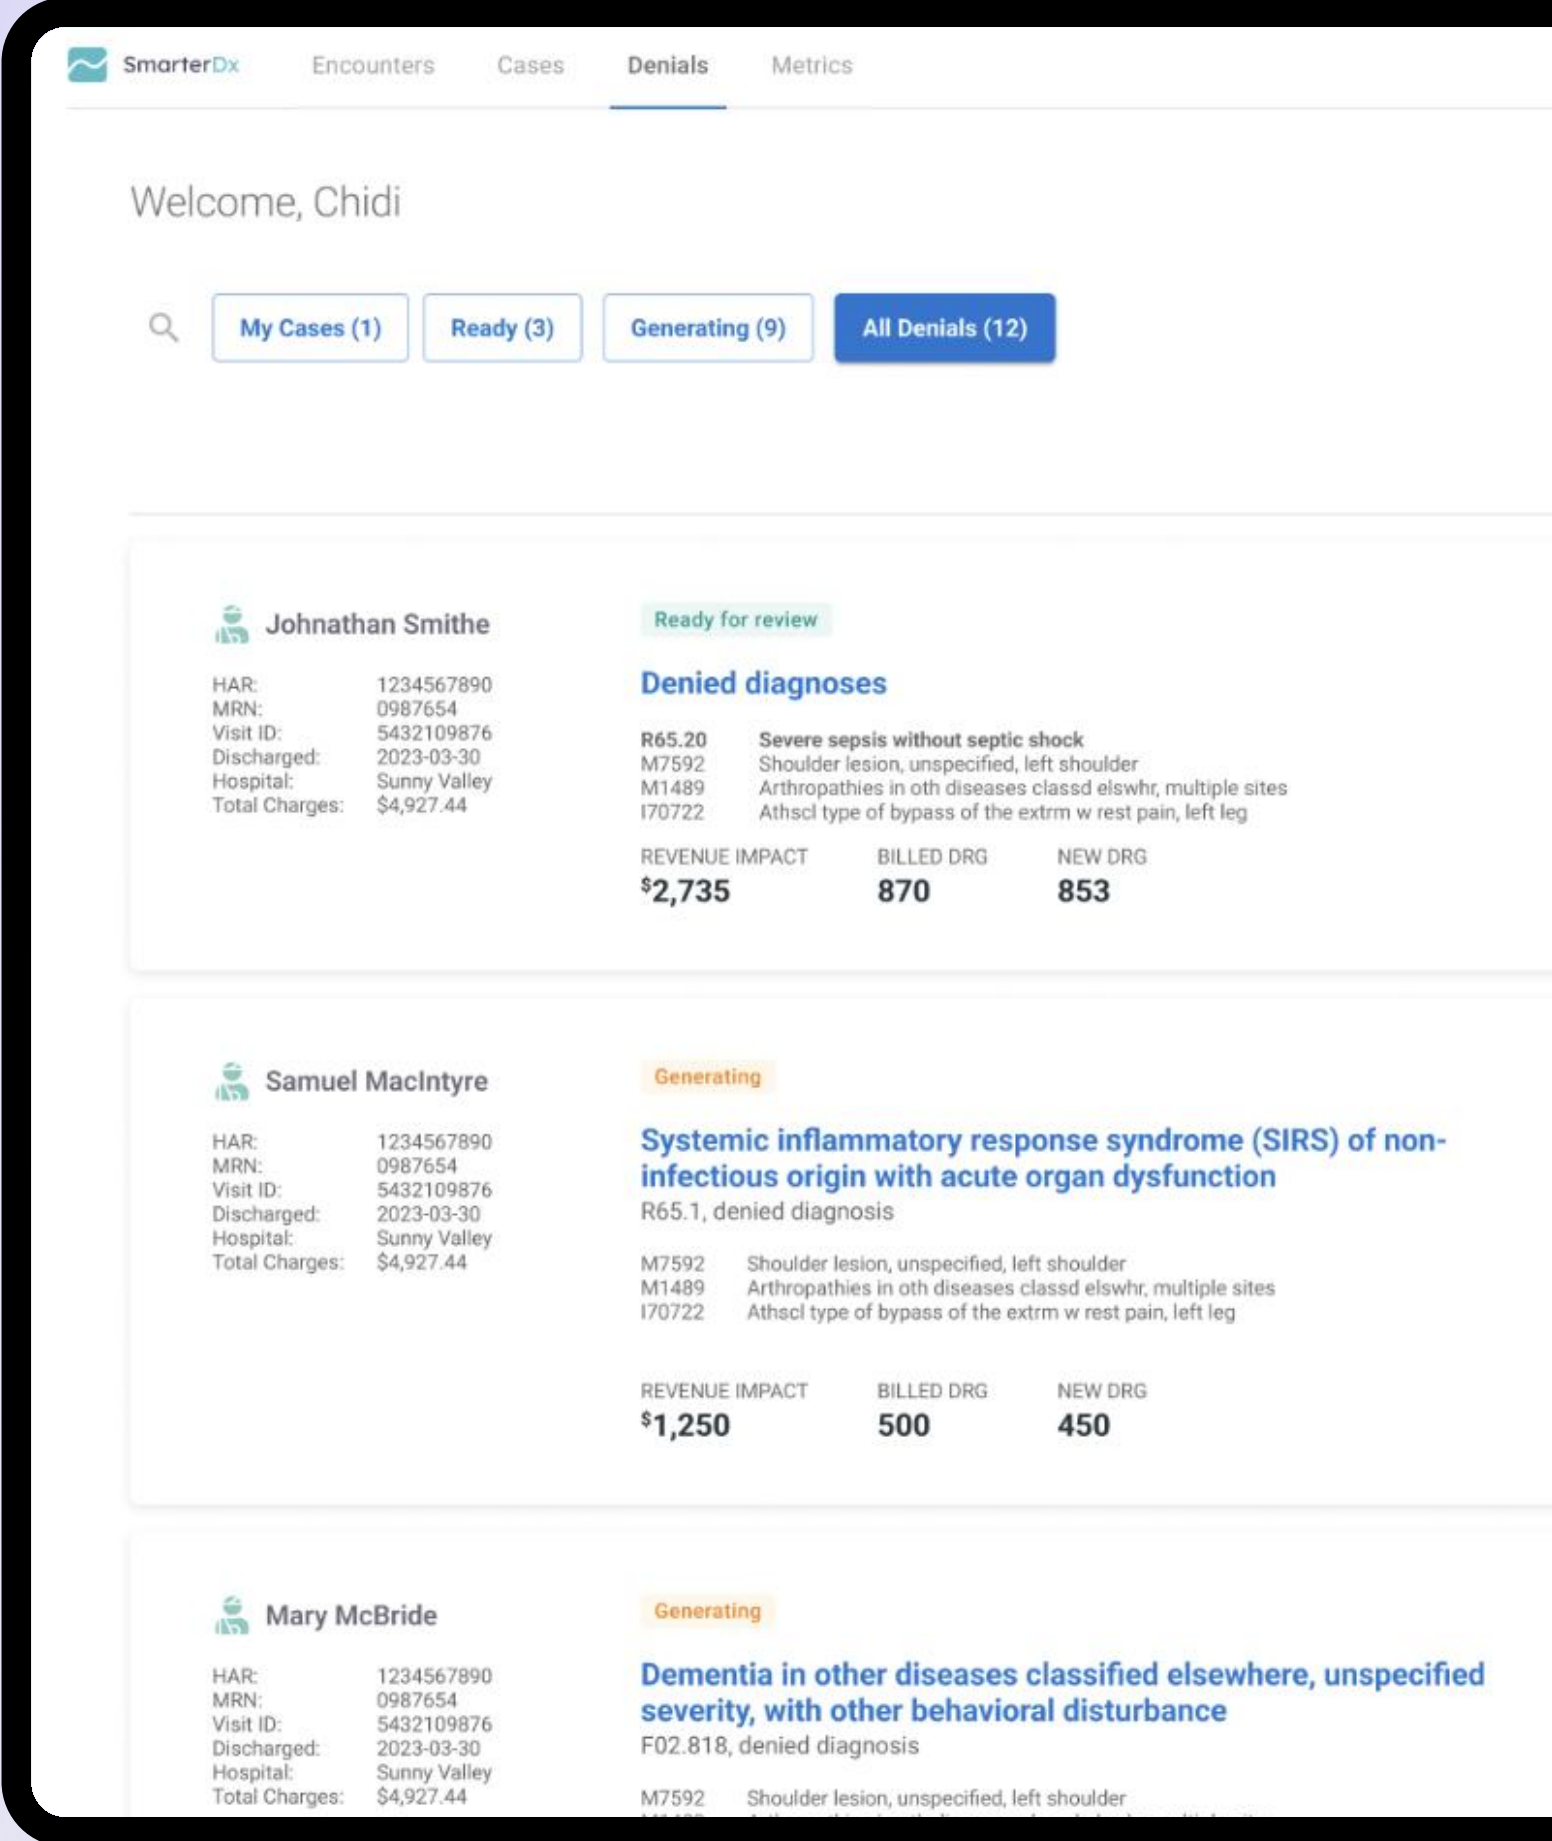 SmarterDx Encounters Cases Denials Metrics
Welcome, Chidi
My Cases (1) Ready (3) Generating (9) All Denials (12)
Johnathan Smithe
HAR: 1234567890
MRN: 0987654
Visit ID: 5432109876
Discharged: 2023-03-30
Hospital: Sunny Valley
Total Charges: $4,927.44
Ready for review
Denied diagnoses
R65.20 Severe sepsis without septic shock
M7592 Shoulder lesion, unspecified, left shoulder
M1489 Arthropathies in oth diseases classd elswhr, multiple sites
I70722 Athscl type of bypass of the extrm w rest pain, left leg
REVENUE IMPACT BILLED DRG NEW DRG
$2,735 870 853
Samuel MacIntyre
HAR: 1234567890
MRN: 0987654
Visit ID: 5432109876
Discharged: 2023-03-30
Hospital: Sunny Valley
Total Charges: $4,927.44
Generating
Systemic inflammatory response syndrome (SIRS) of non-
infectious origin with acute organ dysfunction
R65.1, denied diagnosis
M7592 Shoulder lesion, unspecified, left shoulder
M1489 Arthropathies in oth diseases classd elswhr, multiple sites
I70722 Athscl type of bypass of the extrm w rest pain, left leg
REVENUE IMPACT BILLED DRG NEW DRG
$1,250 500 450
Mary McBride
HAR: 1234567890
MRN: 0987654
Visit ID: 5432109876
Discharged: 2023-03-30
Hospital: Sunny Valley
Total Charges: $4,927.44
Generating
Dementia in other diseases classified elsewhere, unspecified
severity, with other behavioral disturbance
F02.818, denied diagnosis
M7592 Shoulder lesion, unspecified, left shoulder